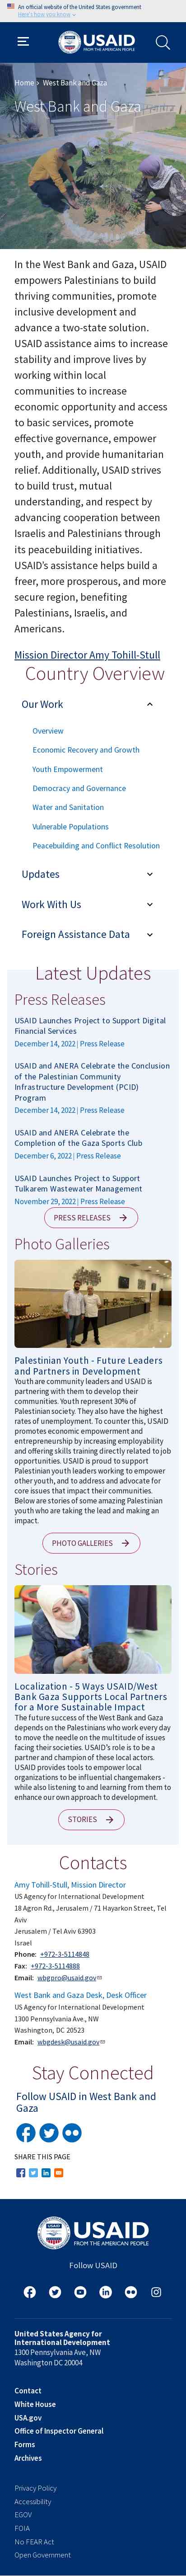 An official website of the United States government
Here's how you know
USAID
FROM THE AMERICAN PEOPLE
Home › West Bank and Gaza
West Bank and Gaza
In the West Bank and Gaza, USAID
empowers Palestinians to build
thriving communities, promote
inclusive development and
advance a two-state solution.
USAID assistance aims to increase
stability and improve lives by
working within local
communities to increase
economic opportunity and access
to basic services, promote
effective governance, empower
youth, and provide humanitarian
relief. Additionally, USAID strives
to build trust, mutual
understanding, and respect by
advancing cooperation between
Israelis and Palestinians through
its peacebuilding initiatives.
USAID's assistance helps build a
freer, more prosperous, and more
secure region, benefiting
Palestinians, Israelis, and
Americans.
Mission Director Amy Tohill-Stull
Country Overview
Our Work
Overview
Economic Recovery and Growth
Youth Empowerment
Democracy and Governance
Water and Sanitation
Vulnerable Populations
Peacebuilding and Conflict Resolution
Updates
Work With Us
Foreign Assistance Data
Latest Updates
Press Releases
USAID Launches Project to Support Digital
Financial Services
December 14, 2022 | Press Release
USAID and ANERA Celebrate the Conclusion
of the Palestinian Community
Infrastructure Development (PCID)
Program
December 14, 2022 | Press Release
USAID and ANERA Celebrate the
Completion of the Gaza Sports Club
December 6, 2022 | Press Release
USAID Launches Project to Support
Tulkarem Wastewater Management
November 29, 2022 | Press Release
PRESS RELEASES
Photo Galleries
Palestinian Youth - Future Leaders
and Partners in Development
Youth are community leaders and USAID is
partnering with them to develop their
communities. Youth represent 30% of
Palestinian society. They also have the highest
rates of unemployment. To counter this, USAID
promotes economic empowerment and
entrepreneurship by increasing employability
and offering skills training directly related to job
opportunities. USAID is proud to support
Palestinian youth leaders working to empower
other youth, and to address and advocate for
issues that matter most in their communities.
Below are stories of some amazing Palestinian
youth who are taking the lead and making an
impact.
PHOTO GALLERIES
Stories
Localization - 5 Ways USAID/West
Bank Gaza Supports Local Partners
for a More Sustainable Impact
The future success of the West Bank and Gaza
depends on Palestinians who work every day to
move the needle on the multitude of issues
facing their societies. USAID's role is to be a
partner and champion of these local actors.
USAID provides tools to empower local
organizations to be influential changemakers -
while also listening to and learning from them to
enhance our own approach to development.
STORIES
Contacts
Amy Tohill-Stull, Mission Director
US Agency for International Development
18 Agron Rd., Jerusalem / 71 Hayarkon Street, Tel
Aviv
Jerusalem / Tel Aviv 63903
Israel
Phone: +972-3-5114848
Fax: +972-3-5114888
Email: wbgpro@usaid.gov
West Bank and Gaza Desk, Desk Officer
US Agency for International Development
1300 Pennsylvania Ave., NW
Washington, DC 20523
Email: wbgdesk@usaid.gov
Stay Connected
Follow USAID in West Bank and
Gaza
SHARE THIS PAGE
USAID
FROM THE AMERICAN PEOPLE
Follow USAID
United States Agency for
International Development
1300 Pennsylvania Ave, NW
Washington DC 20004
Contact
White House
USA.gov
Office of Inspector General
Forms
Archives
Privacy Policy
Accessibility
EGOV
FOIA
No FEAR Act
Open Government